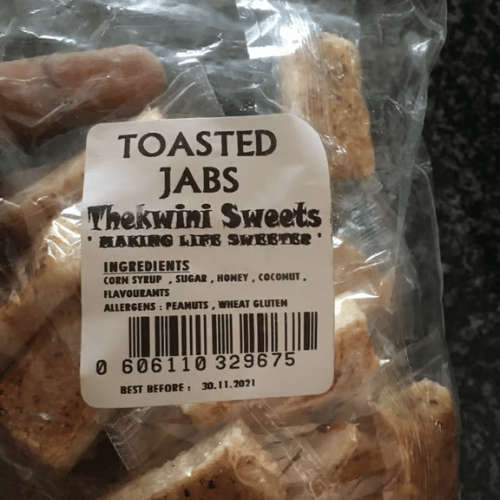 TOASTED
JABS
Thekwini Sweets
• MAKING LIFE SWEETER •
INGREDIENTS
CORN SYRUP , SUGAR , HONEY , COCONUT ,
FLAVOURANTS
ALLERGENS : PEANUTS , WHEAT GLUTEN
0 606110 329675
BEST BEFORE : 30.11.2021